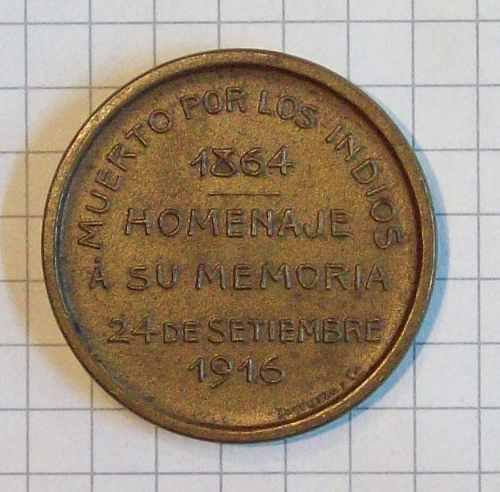 MUERTO POR LOS INDIOS
1864
HOMENAJE
A SU MEMORIA
24 DE SETIEMBRE
1916